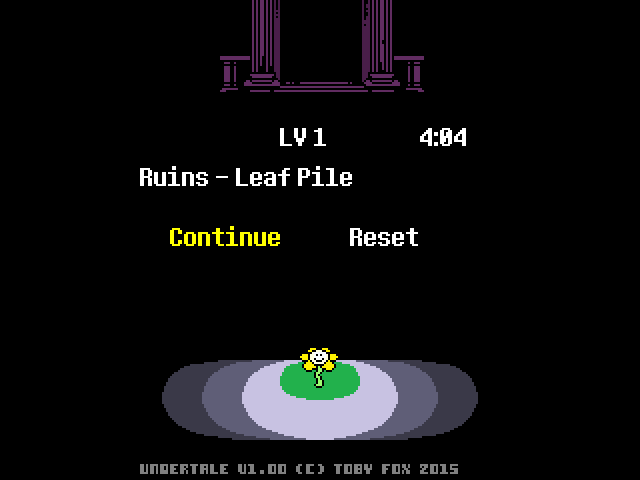 LV 1 4:04
Ruins - Leaf Pile
Continue Reset
UNDERTALE V1.00 (C) TOBY FOX 2015